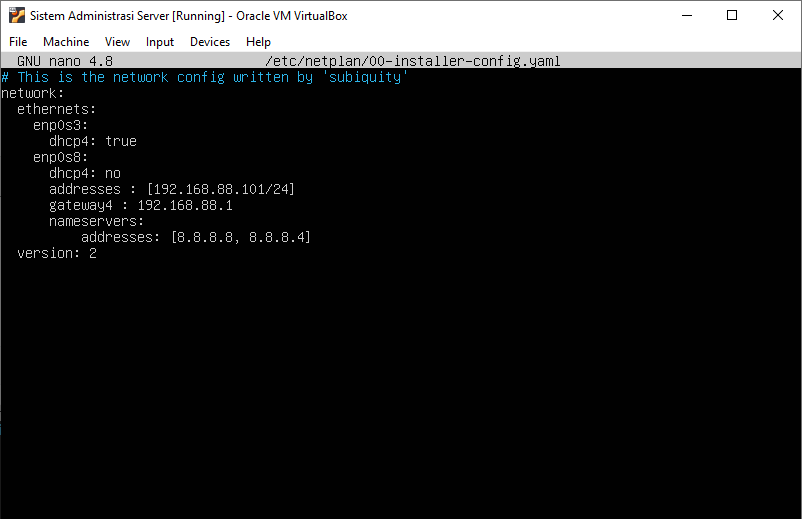 Sistem Administrasi Server [Running] - Oracle VM VirtualBox
File Machine View Input Devices Help
GNU nano 4.8 /etc/netplan/00-installer-config.yaml
# This is the network config written by 'subiquity'
network:
  ethernets:
    enp0s3:
      dhcp4: true
    enp0s8:
      dhcp4: no
      addresses : [192.168.88.101/24]
      gateway4 : 192.168.88.1
      nameservers:
          addresses: [8.8.8.8, 8.8.8.4]
  version: 2